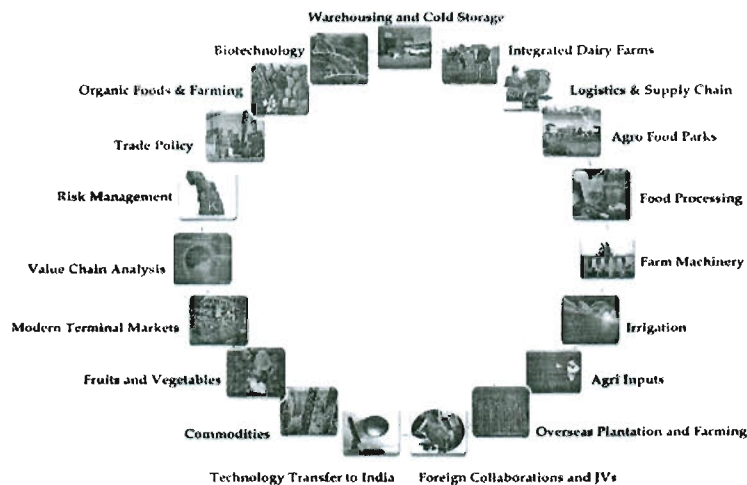 Warehousing and Cold Storage
Integrated Dairy Farms
Logistics & Supply Chain
Agro Food Parks
Food Processing
Farm Machinery
Irrigation
Agri Inputs
Overseas Plantation and Farming
Foreign Collaborations and JVs
Technology Transfer to India
Commodities
Fruits and Vegetables
Modern Terminal Markets
Value Chain Analysis
Risk Management
Trade Policy
Organic Foods & Farming
Biotechnology